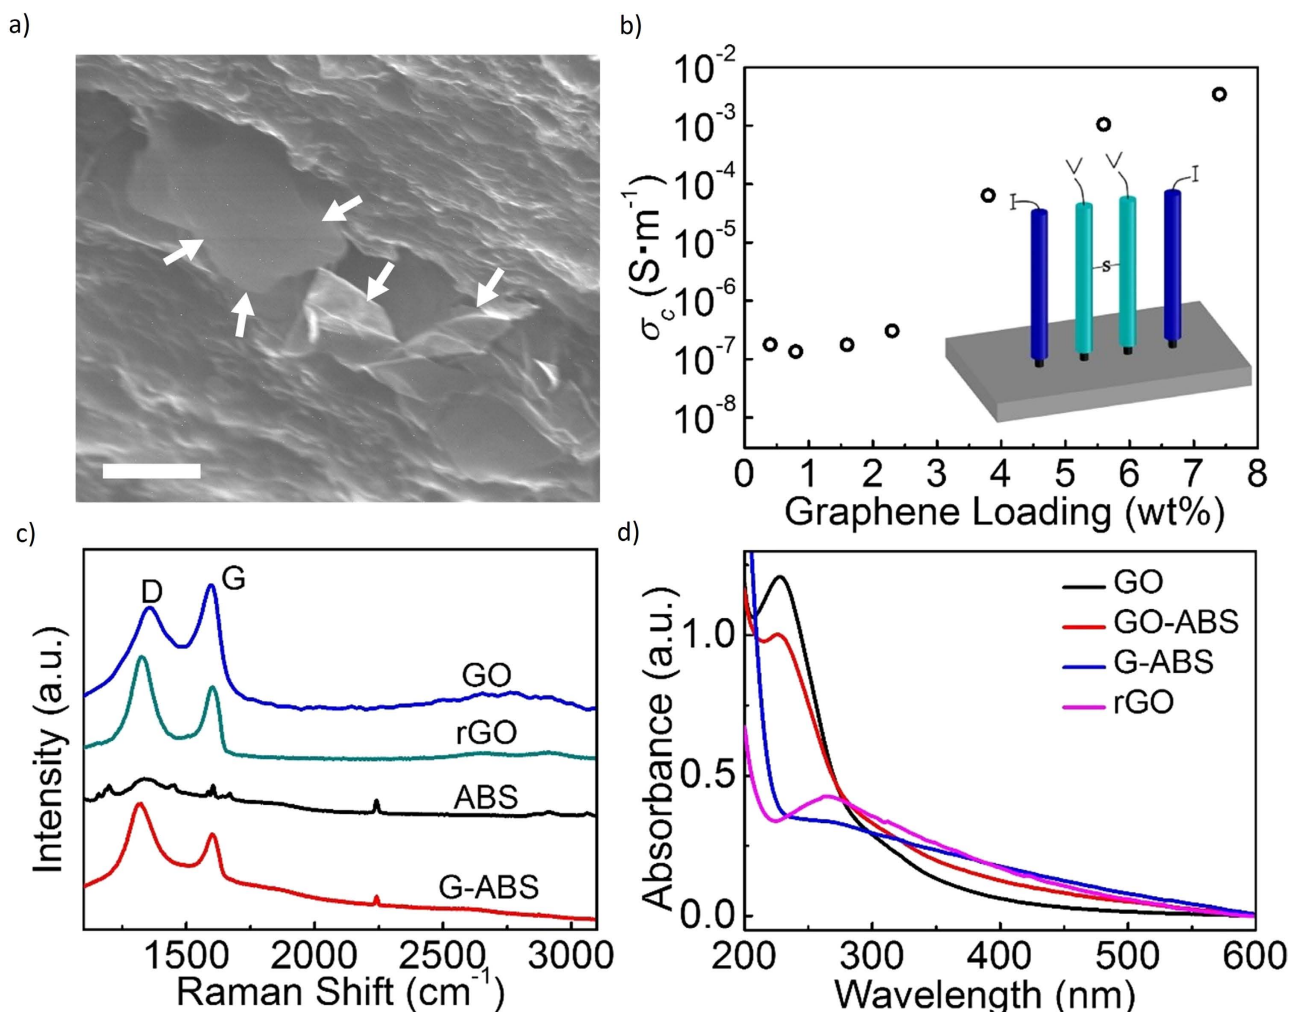 a)
b)
10-2
10-3
10-4
10-5
10-6
10-7
10-8
σc (S·m-1)
I
V
V
I
s
0 1 2 3 4 5 6 7 8
Graphene Loading (wt%)
c)
D
G
GO
rGO
ABS
G-ABS
Intensity (a.u.)
1500 2000 2500 3000
Raman Shift (cm-1)
d)
GO
GO-ABS
G-ABS
rGO
1.0
0.5
0.0
Absorbance (a.u.)
200 300 400 500 600
Wavelength (nm)